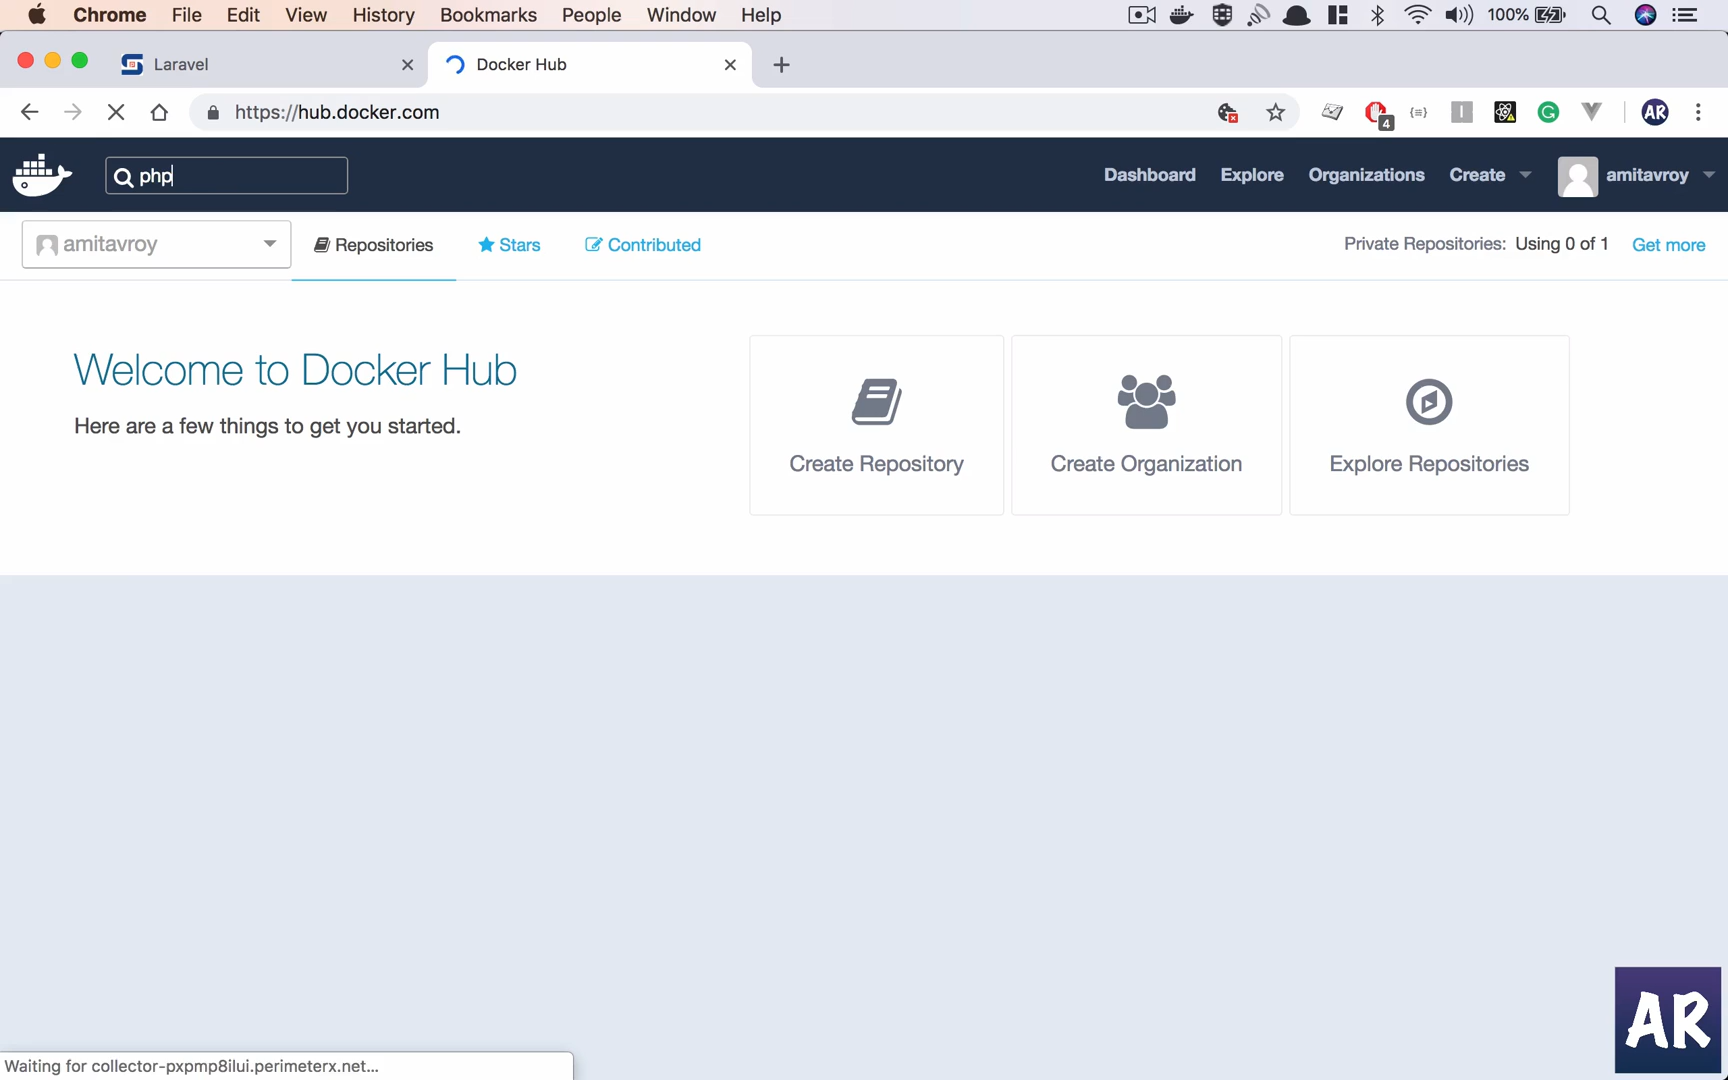 Chrome File Edit View History Bookmarks People Window Help 100%
Laravel Docker Hub
https://hub.docker.com 4 AR
php Dashboard Explore Organizations Create amitavroy
amitavroy Repositories Stars Contributed Private Repositories: Using 0 of 1 Get more
Welcome to Docker Hub
Here are a few things to get you started.
Create Repository Create Organization Explore Repositories
AR
Waiting for collector-pxpmp8ilui.perimeterx.net...